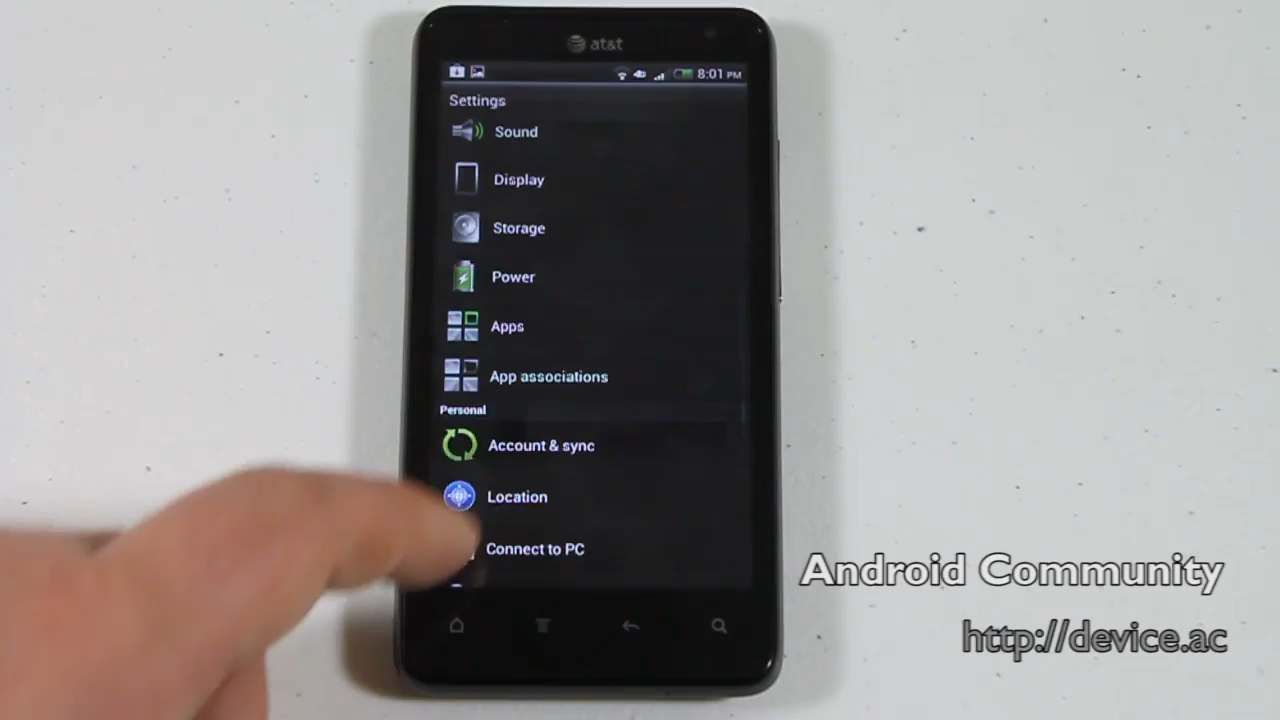 at&t
4G 8:01 PM
Settings
Sound
Display
Storage
Power
Apps
App associations
Personal
Account & sync
Location
Connect to PC
Android Community
http://device.ac